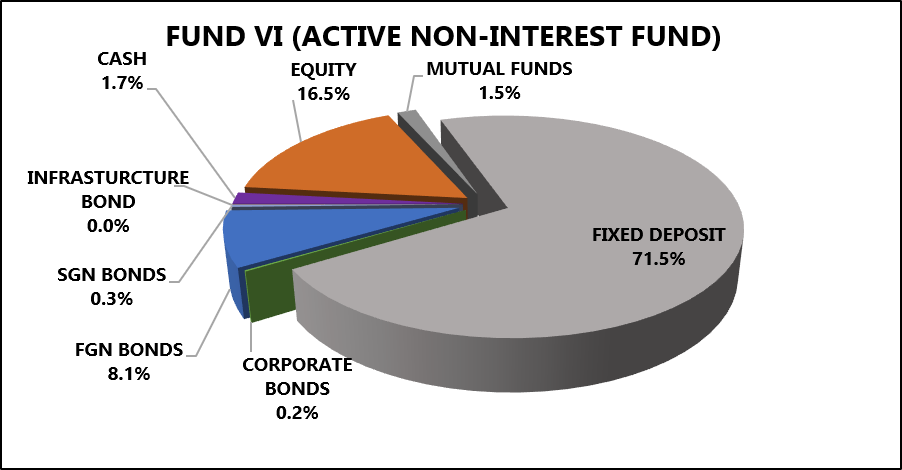 FUND VI (ACTIVE NON-INTEREST FUND)
CASH
1.7%
EQUITY
16.5%
MUTUAL FUNDS
1.5%
INFRASTURCTURE
BOND
0.0%
FIXED DEPOSIT
71.5%
SGN BONDS
0.3%
FGN BONDS
8.1%
CORPORATE
BONDS
0.2%